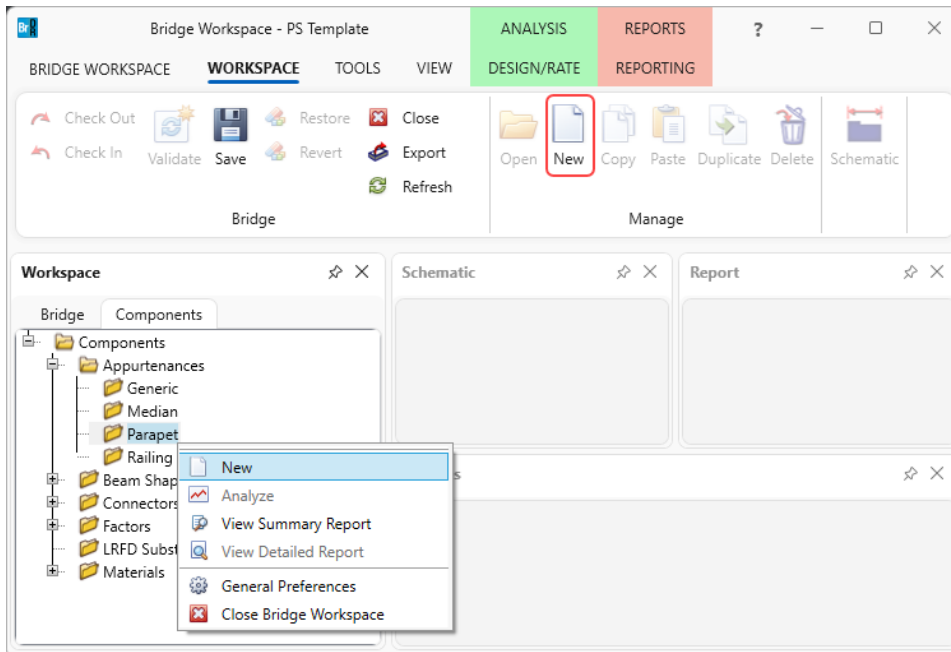 Br R Bridge Workspace - PS Template ANALYSIS REPORTS ?
BRIDGE WORKSPACE WORKSPACE TOOLS VIEW DESIGN/RATE REPORTING
Check Out Restore Close
Check In Validate Save Revert Export Open New Copy Paste Duplicate Delete Schematic
Refresh
Bridge Manage
Workspace Schematic Report
Bridge Components
Components
Appurtenances
Generic
Median
Parapet
Railing
New
Beam Shap
Analyze
Connectors
View Summary Report
Factors
LRFD Subst
View Detailed Report
Materials
General Preferences
Close Bridge Workspace